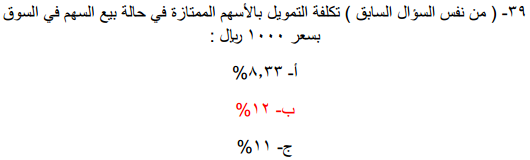 ٣٩- ( من نفس السؤال السابق ) تكلفة التمويل بالأسهم الممتازة في حالة بيع السهم في السوق
بسعر ١٠٠٠ ريال :
أ- ٨,٣٣%
ب- ١٢%
ج- ١١%